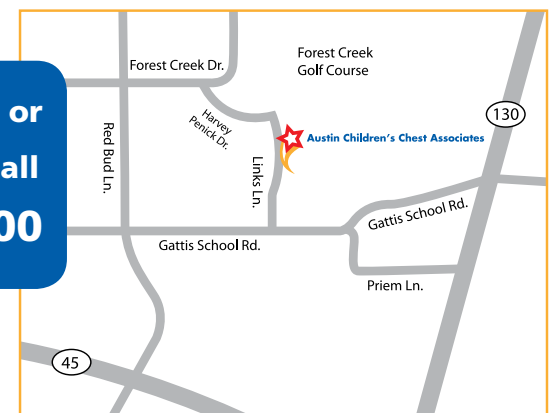 Forest Creek Dr.
Forest Creek
Golf Course
or
all
00
Red Bud Ln.
Harvey
Penick Dr.
Austin Children's Chest Associates
130
Links Ln.
Gattis School Rd.
Gattis School Rd.
Priem Ln.
45